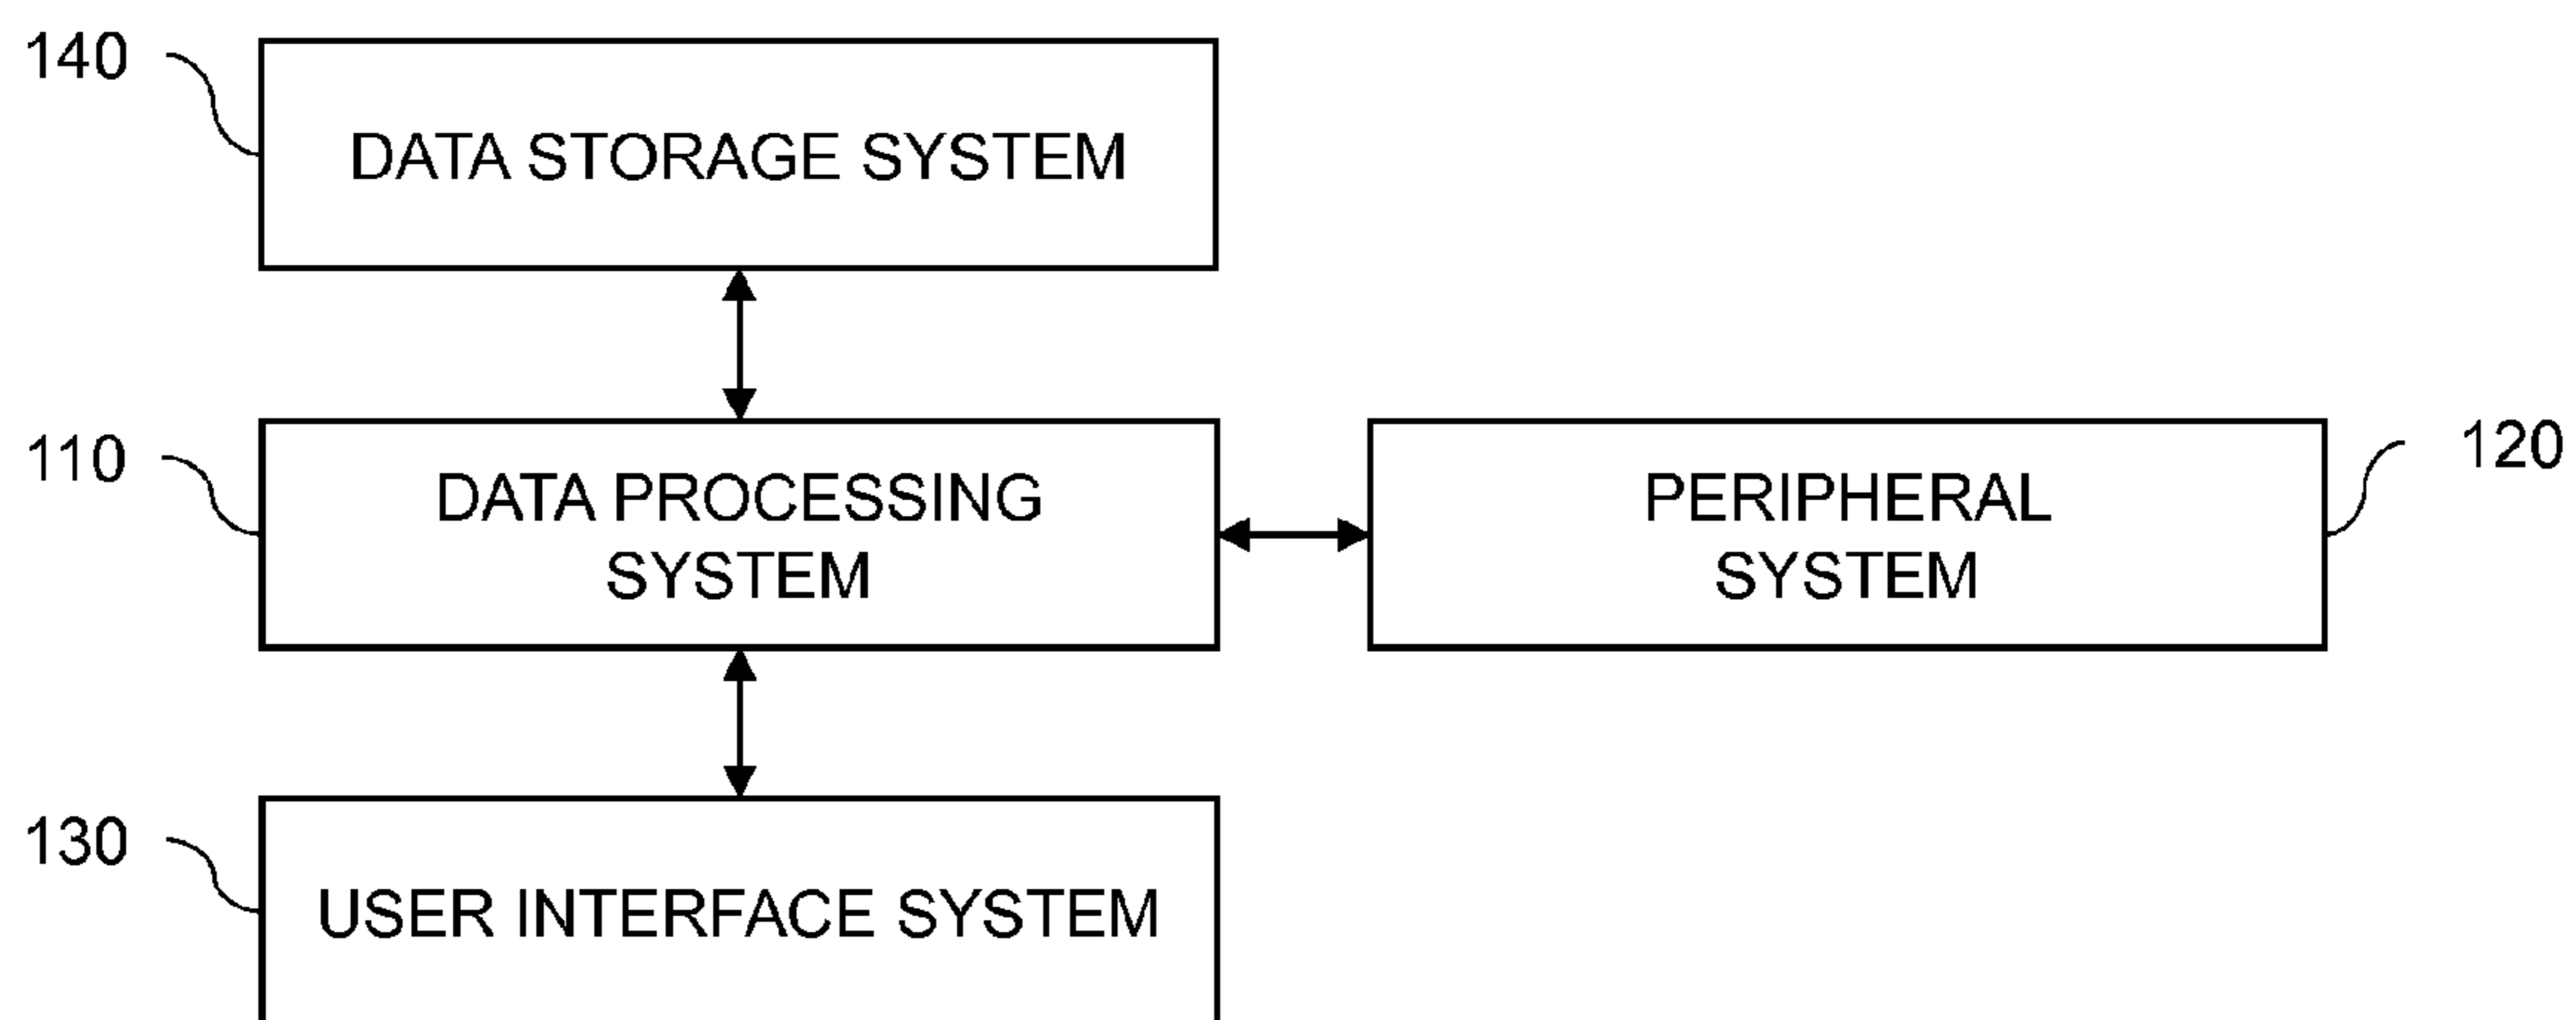 140
DATA STORAGE SYSTEM
110
DATA PROCESSING
SYSTEM
PERIPHERAL
SYSTEM
120
130
USER INTERFACE SYSTEM